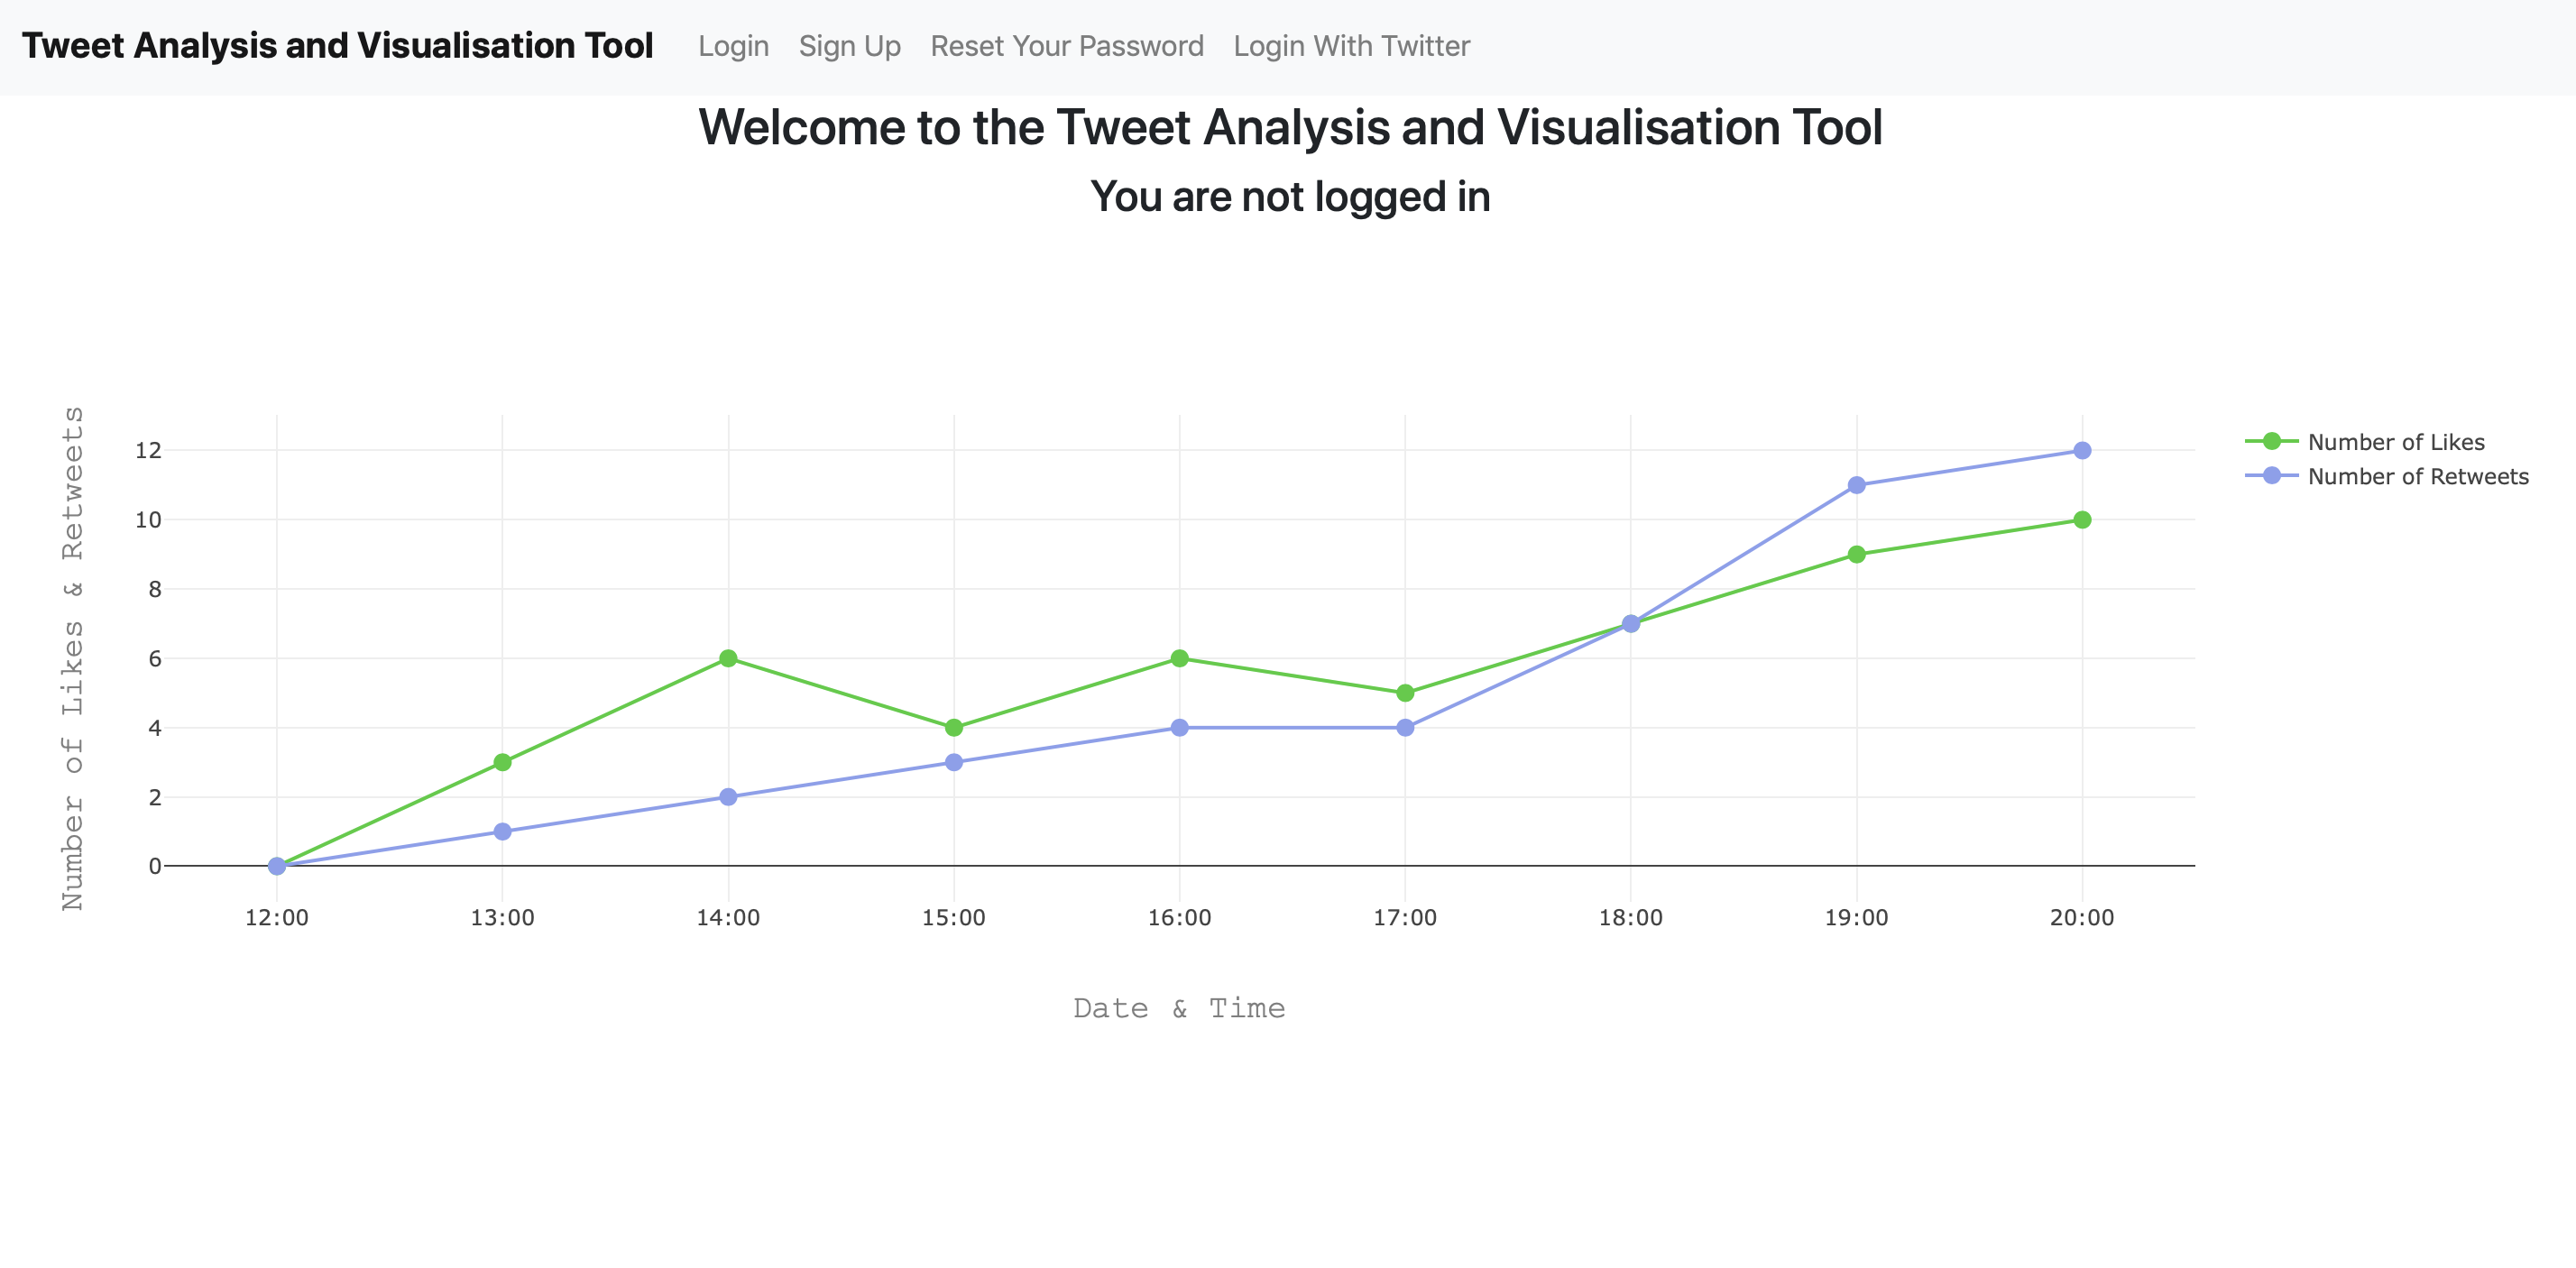 Tweet Analysis and Visualisation Tool Login Sign Up Reset Your Password Login With Twitter
Welcome to the Tweet Analysis and Visualisation Tool
You are not logged in
Number of Likes & Retweets
12
10
8
6
4
2
0
12:00 13:00 14:00 15:00 16:00 17:00 18:00 19:00 20:00
Date & Time
Number of Likes
Number of Retweets